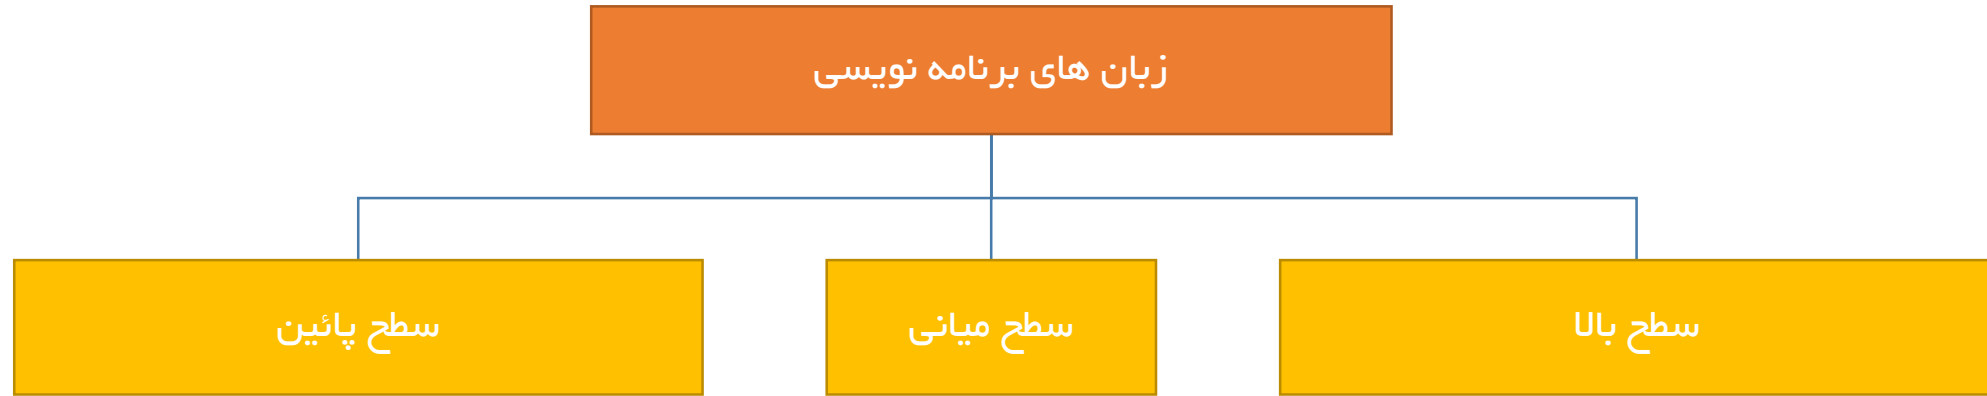 زبان های برنامه نویسی
سطح بالا
سطح میانی
سطح پائین